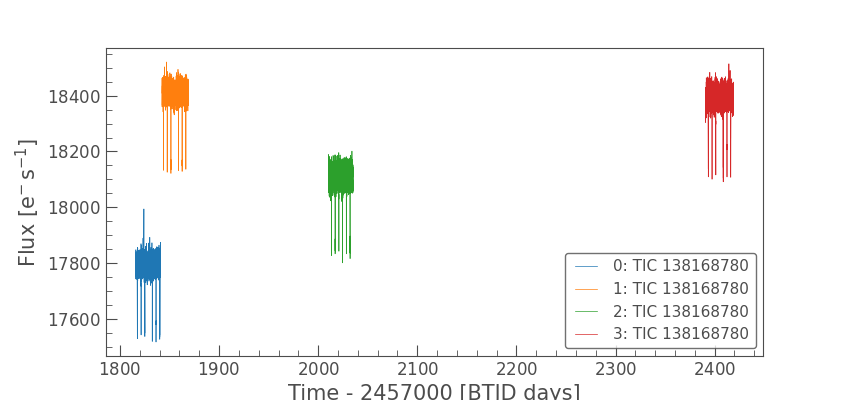 18400
18200
18000
17800
17600
Flux [e⁻ s⁻¹]
0: TIC 138168780
1: TIC 138168780
2: TIC 138168780
3: TIC 138168780
1800 1900 2000 2100 2200 2300 2400
Time - 2457000 [BTJD days]